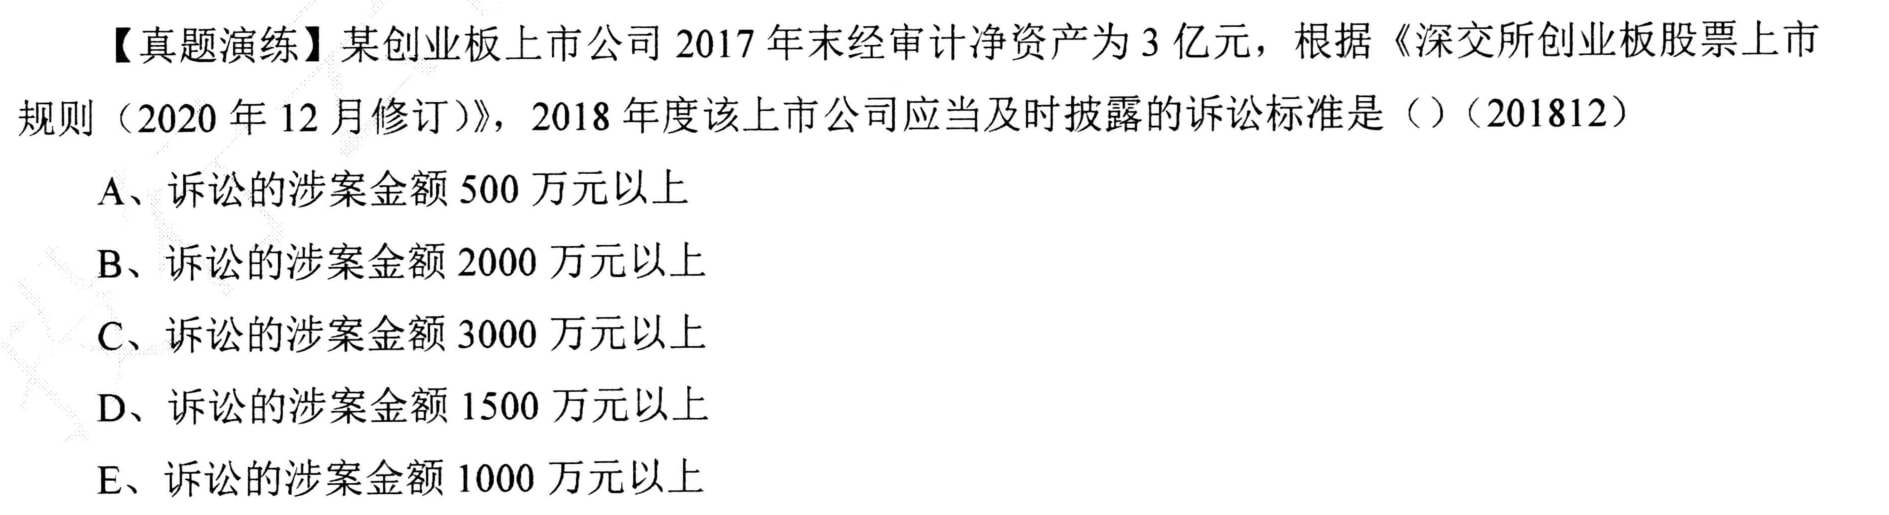 【真题演练】某创业板上市公司 2017 年末经审计净资产为 3 亿元，根据《深交所创业板股票上市
规则（2020 年 12 月修订）》，2018 年度该上市公司应当及时披露的诉讼标准是（）（201812）
A、诉讼的涉案金额 500 万元以上
B、诉讼的涉案金额 2000 万元以上
C、诉讼的涉案金额 3000 万元以上
D、诉讼的涉案金额 1500 万元以上
E、诉讼的涉案金额 1000 万元以上